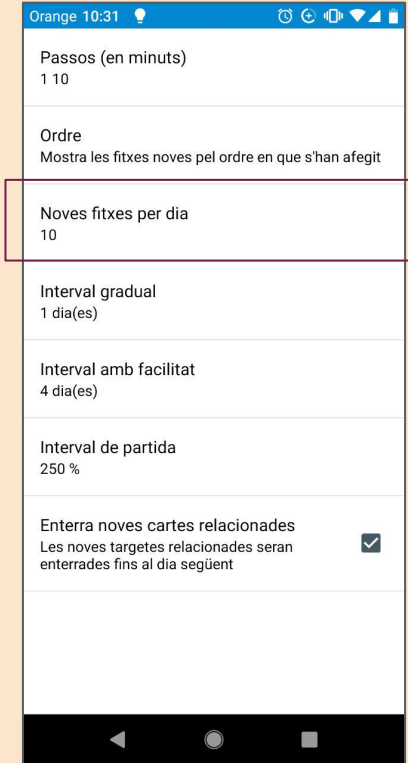 Orange 10:31
Passos (en minuts)
1 10
Ordre
Mostra les fitxes noves pel ordre en que s'han afegit
Noves fitxes per dia
10
Interval gradual
1 dia(es)
Interval amb facilitat
4 dia(es)
Interval de partida
250 %
Enterra noves cartes relacionades
Les noves targetes relacionades seran
enterrades fins al dia següent